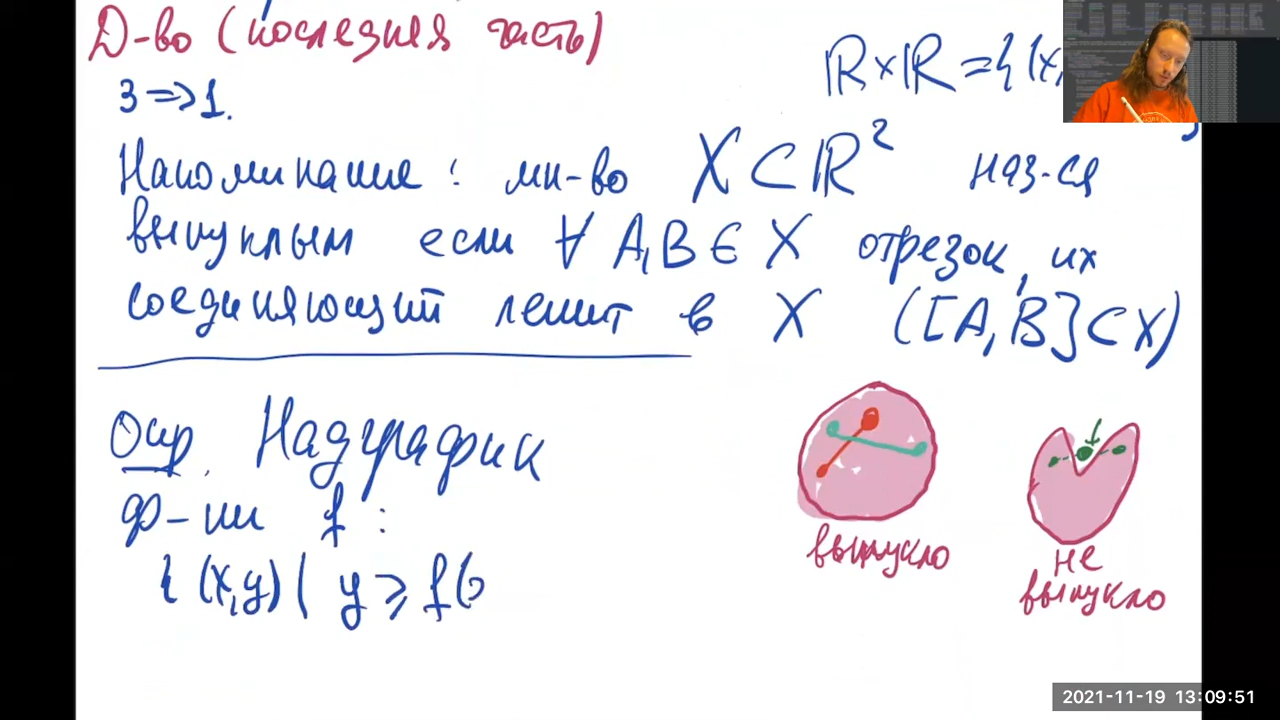 Д-во (последняя часть)
3 => 1.
ℝ×ℝ = {(x,
Напоминание: мн-во X ⊂ ℝ² наз-ся
выпуклым если ∀ A,B ∈ X отрезок, их
соединяющий лежит в X ([A,B] ⊂ X)
Опр. Надграфик
ф-ии f :
{(x,y) | y ⩾ f(
выпукло
не
выпукло
2021-11-19 13:09:51